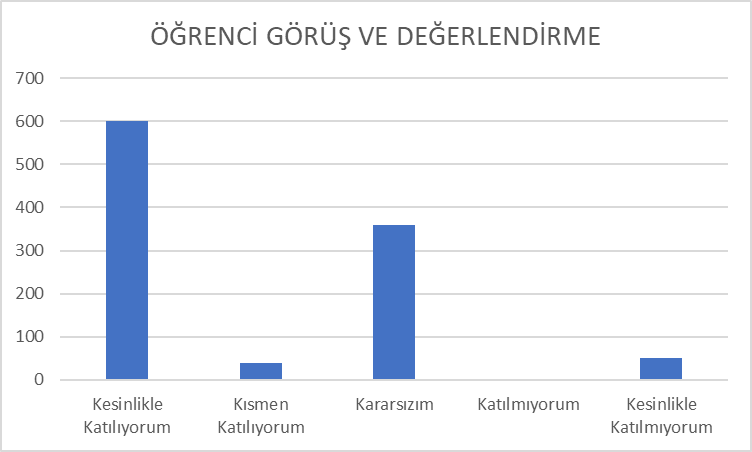 ÖĞRENCİ GÖRÜŞ VE DEĞERLENDİRME
700
600
500
400
300
200
100
0
Kesinlikle
Katılıyorum
Kısmen
Katılıyorum
Kararsızım
Katılmıyorum
Kesinlikle
Katılmıyorum